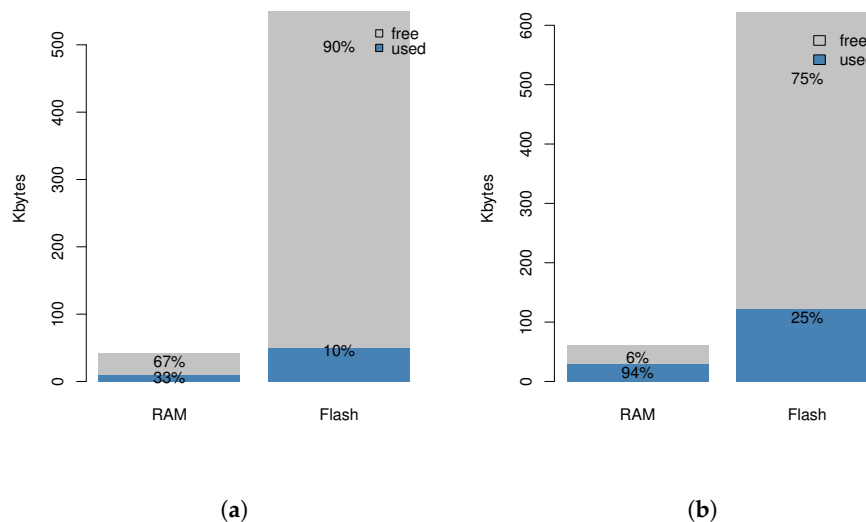 500
400
300
200
100
0
Kbytes
free
used
90%
10%
67%
33%
RAM
Flash
(a)
600
500
400
300
200
100
0
Kbytes
free
use
75%
25%
6%
94%
RAM
Flash
(b)